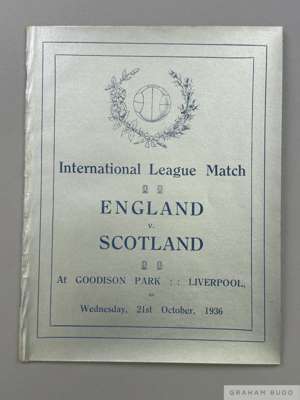 International League Match
ENGLAND
v.
SCOTLAND
At GOODISON PARK :: LIVERPOOL,
on
Wednesday, 21st October, 1936
GRAHAM BUDD